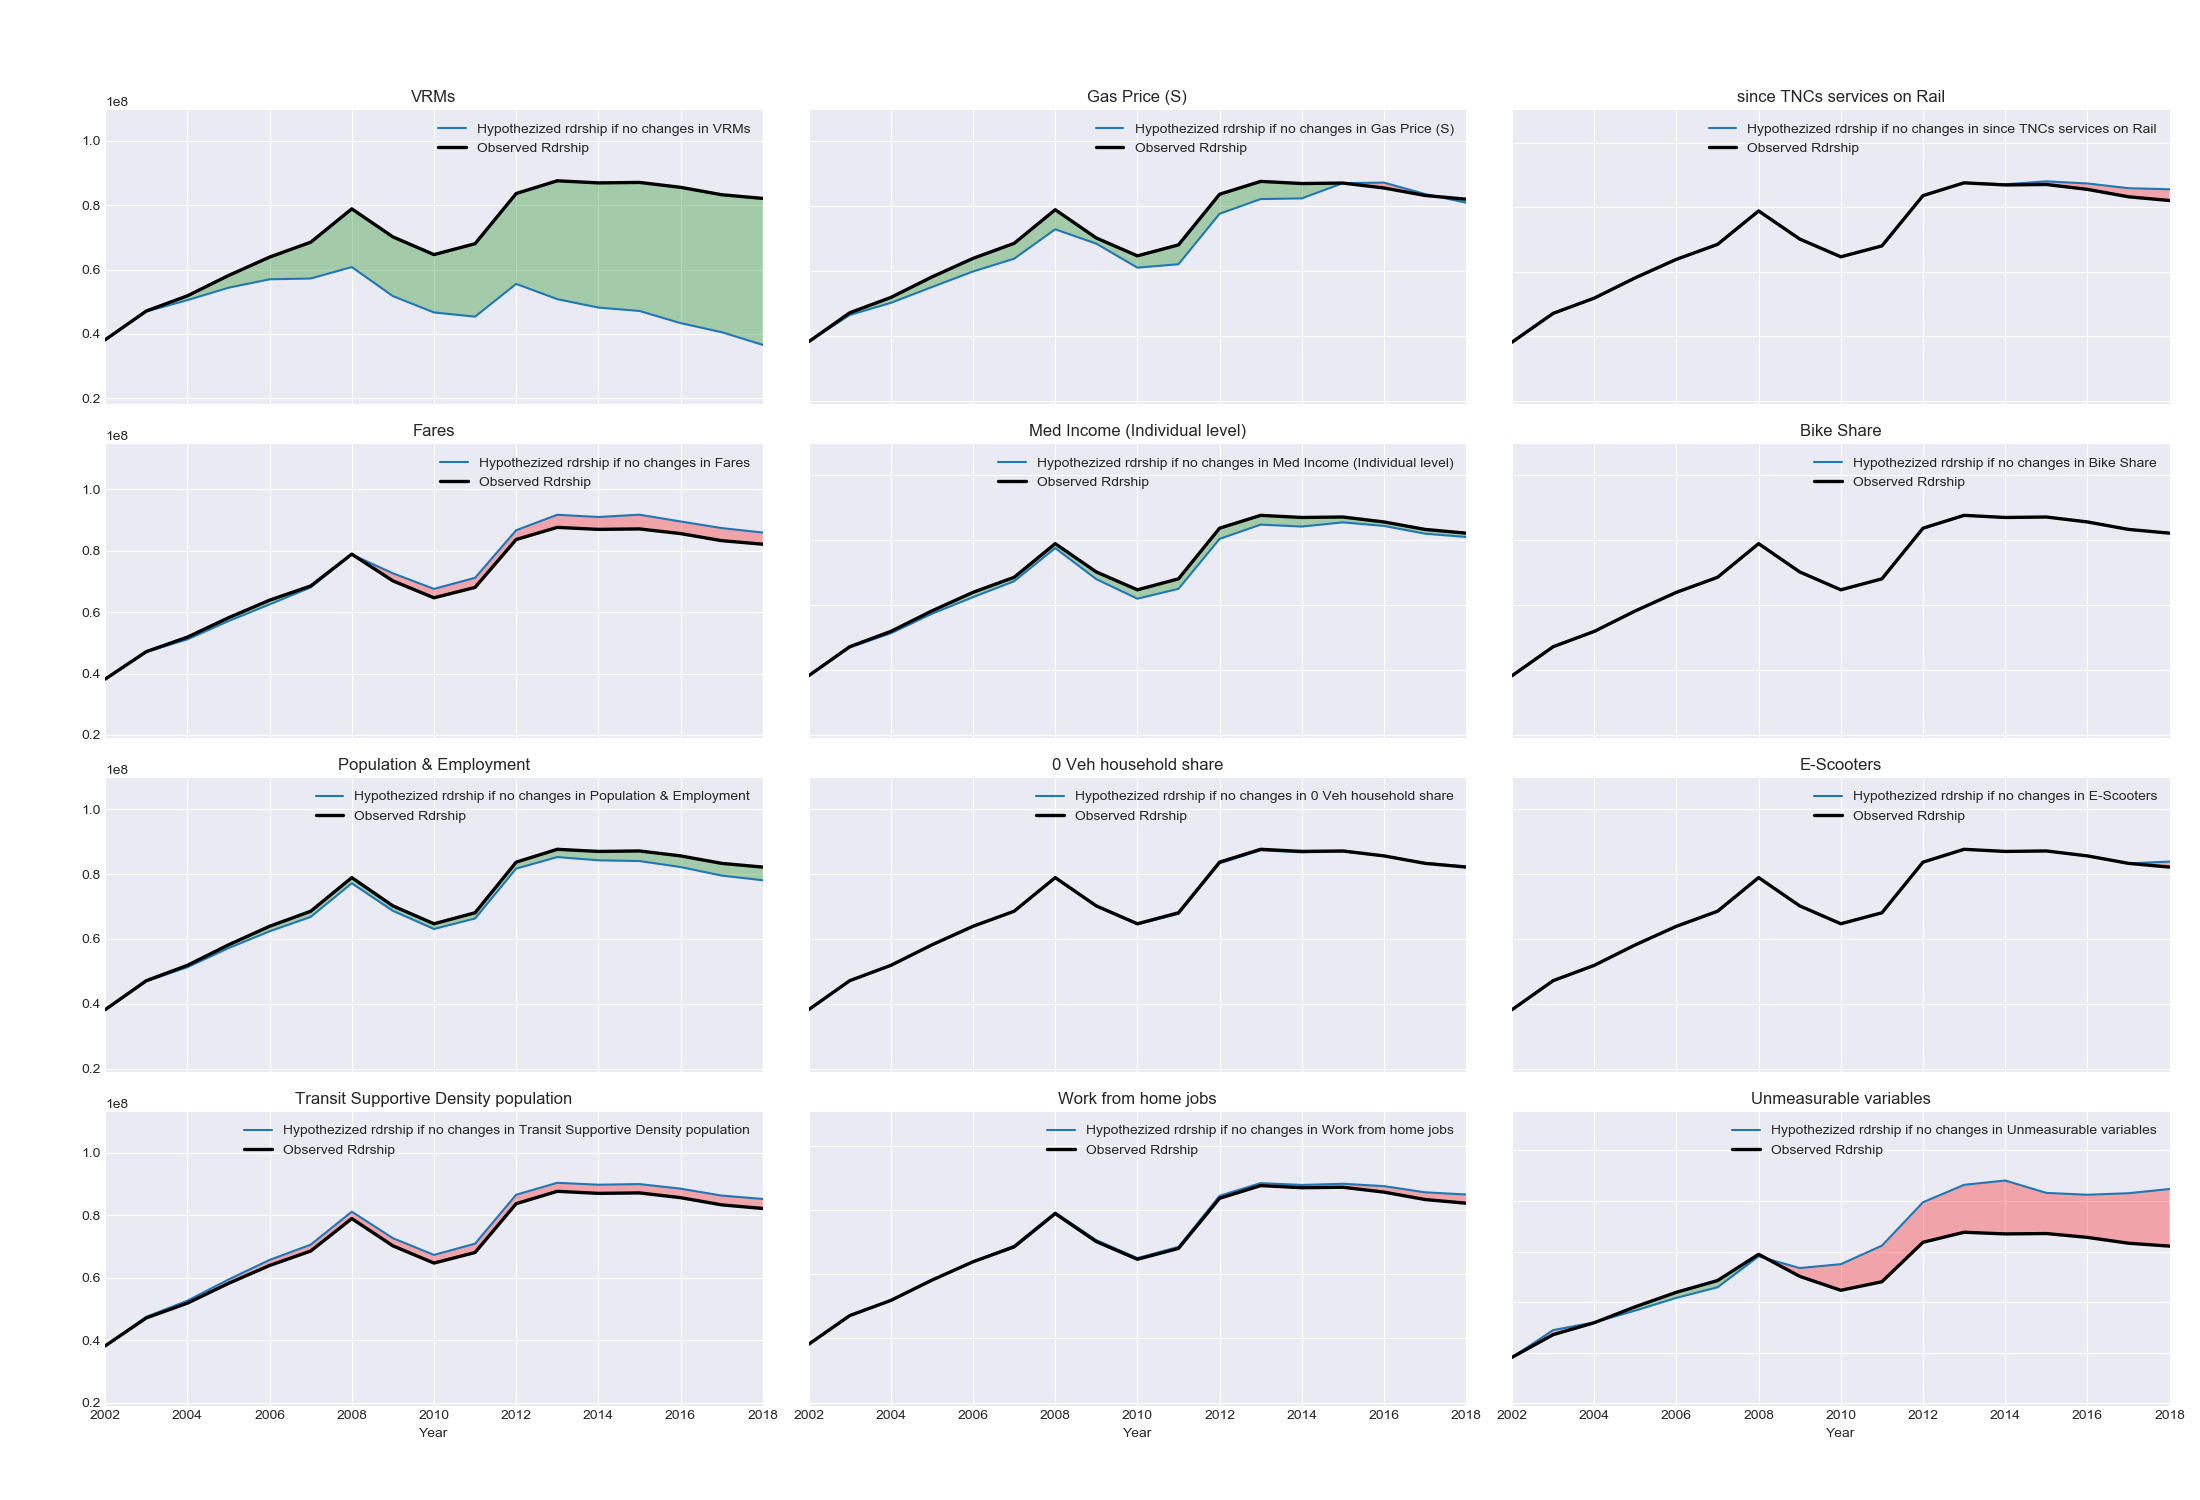 VRMs
1e8
Hypothezized rdrship if no changes in VRMs
Observed Rdrship
1.0
0.8
0.6
0.4
0.2
Gas Price (S)
Hypothezized rdrship if no changes in Gas Price (S)
Observed Rdrship
since TNCs services on Rail
Hypothezized rdrship if no changes in since TNCs services on Rail
Observed Rdrship
Fares
1e8
Hypothezized rdrship if no changes in Fares
Observed Rdrship
1.0
0.8
0.6
0.4
0.2
Med Income (Individual level)
Hypothezized rdrship if no changes in Med Income (Individual level)
Observed Rdrship
Bike Share
Hypothezized rdrship if no changes in Bike Share
Observed Rdrship
Population & Employment
1e8
Hypothezized rdrship if no changes in Population & Employment
Observed Rdrship
1.0
0.8
0.6
0.4
0.2
0 Veh household share
Hypothezized rdrship if no changes in 0 Veh household share
Observed Rdrship
E-Scooters
Hypothezized rdrship if no changes in E-Scooters
Observed Rdrship
Transit Supportive Density population
1e8
Hypothezized rdrship if no changes in Transit Supportive Density population
Observed Rdrship
1.0
0.8
0.6
0.4
0.2
2002 2004 2006 2008 2010 2012 2014 2016 2018
Year
Work from home jobs
Hypothezized rdrship if no changes in Work from home jobs
Observed Rdrship
2002 2004 2006 2008 2010 2012 2014 2016 2018
Year
Unmeasurable variables
Hypothezized rdrship if no changes in Unmeasurable variables
Observed Rdrship
2002 2004 2006 2008 2010 2012 2014 2016 2018
Year